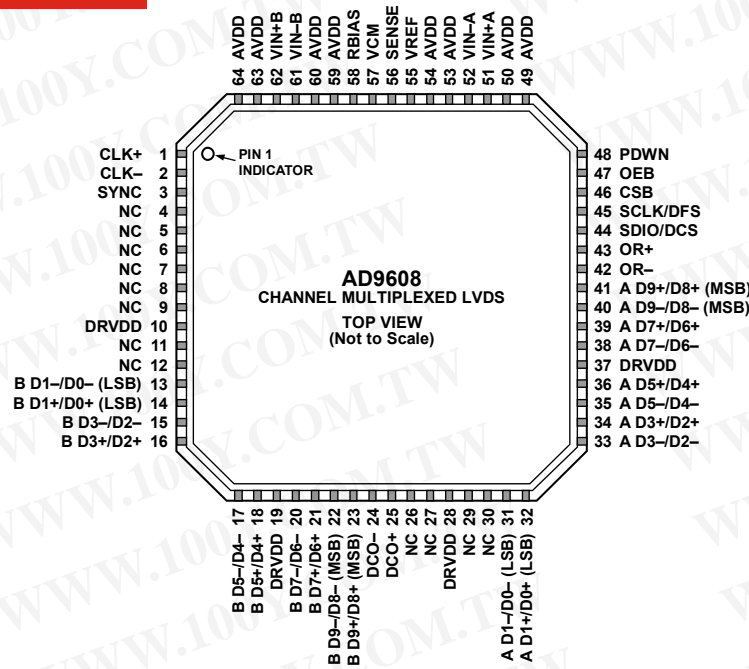 64 AVDD
63 AVDD
62 VIN+B
61 VIN–B
60 AVDD
59 AVDD
58 RBIAS
57 VCM
56 SENSE
55 VREF
54 AVDD
53 AVDD
52 VIN–A
51 VIN+A
50 AVDD
49 AVDD
CLK+ 1
CLK– 2
SYNC 3
NC 4
NC 5
NC 6
NC 7
NC 8
NC 9
DRVDD 10
NC 11
NC 12
B D1–/D0– (LSB) 13
B D1+/D0+ (LSB) 14
B D3–/D2– 15
B D3+/D2+ 16
PIN 1
INDICATOR
AD9608
CHANNEL MULTIPLEXED LVDS
TOP VIEW
(Not to Scale)
48 PDWN
47 OEB
46 CSB
45 SCLK/DFS
44 SDIO/DCS
43 OR+
42 OR–
41 A D9+/D8+ (MSB)
40 A D9–/D8– (MSB)
39 A D7+/D6+
38 A D7–/D6–
37 DRVDD
36 A D5+/D4+
35 A D5–/D4–
34 A D3+/D2+
33 A D3–/D2–
B D5–/D4– 17
B D5+/D4+ 18
DRVDD 19
B D7–/D6– 20
B D7+/D6+ 21
B D9–/D8– (MSB) 22
B D9+/D8+ (MSB) 23
DCO– 24
DCO+ 25
NC 26
NC 27
DRVDD 28
NC 29
NC 30
A D1–/D0– (LSB) 31
A D1+/D0+ (LSB) 32
WWW.100Y.COM.TW